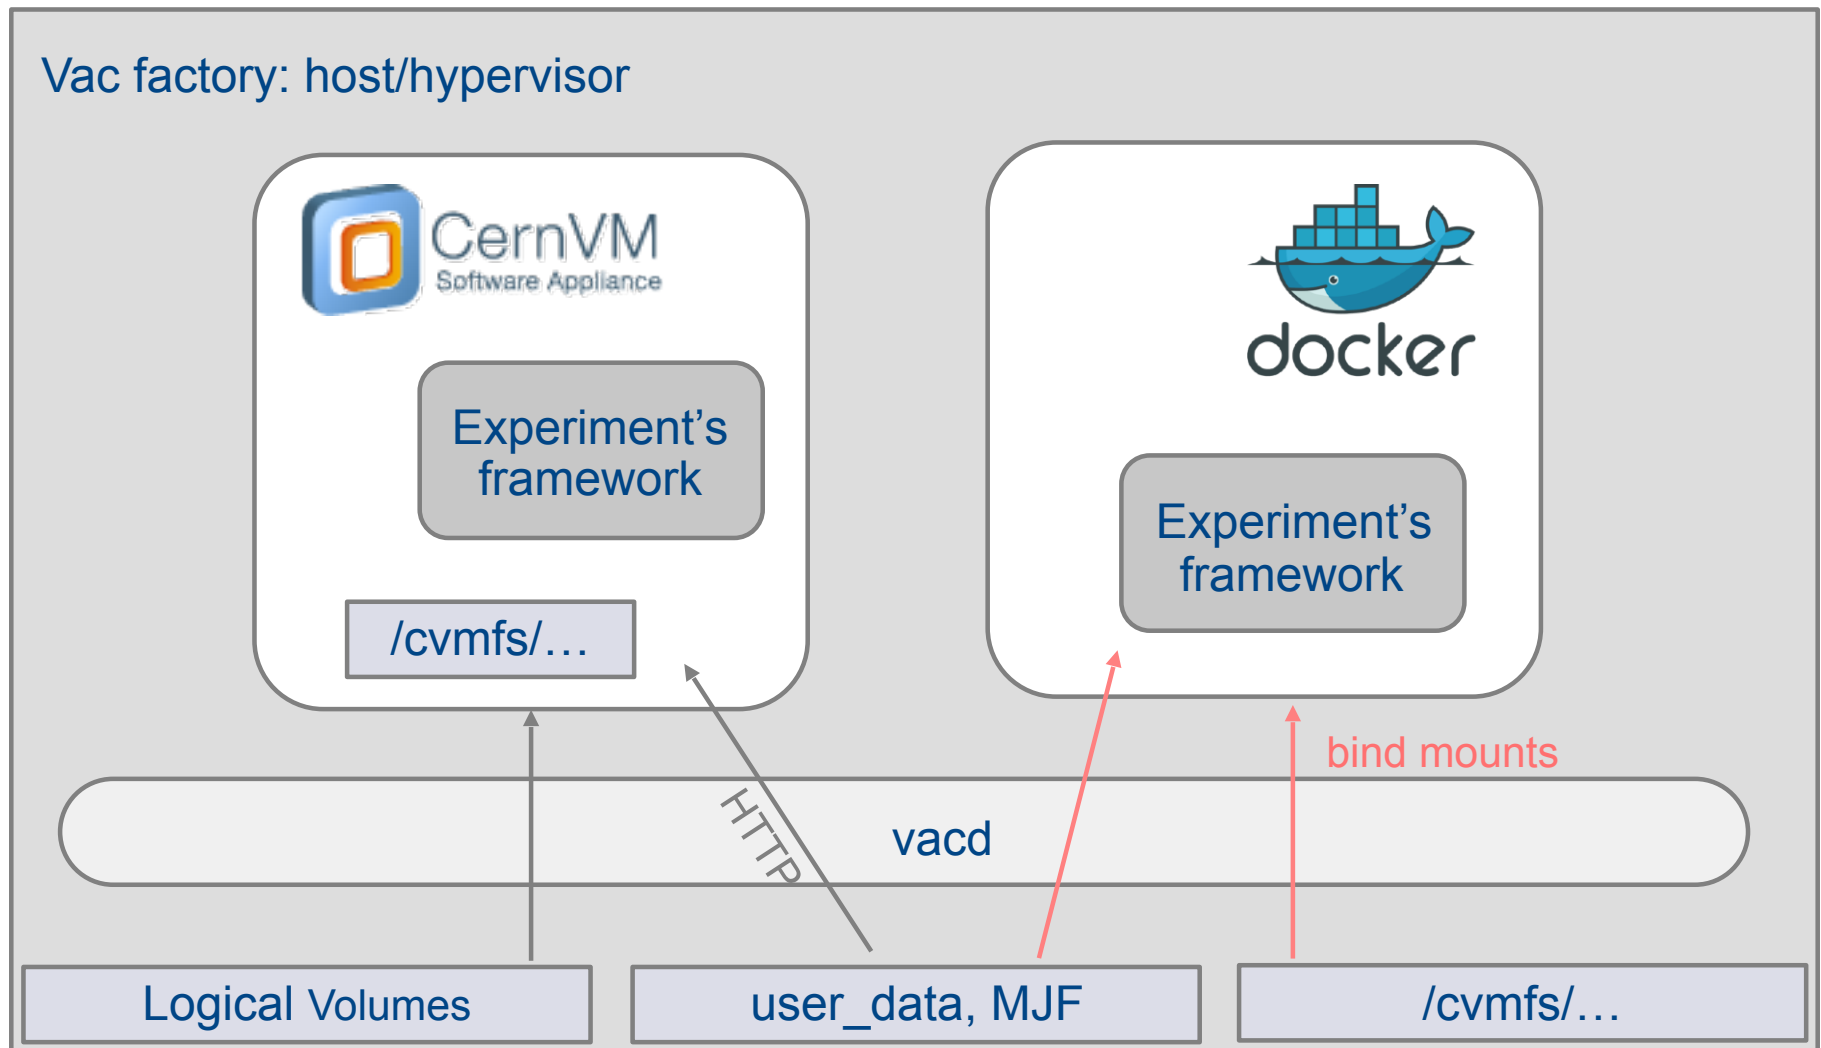 Vac factory: host/hypervisor
CernVM
Software Appliance
docker
Experiment’s
framework
Experiment’s
framework
/cvmfs/…
bind mounts
HTTP
vacd
Logical Volumes
user_data, MJF
/cvmfs/…